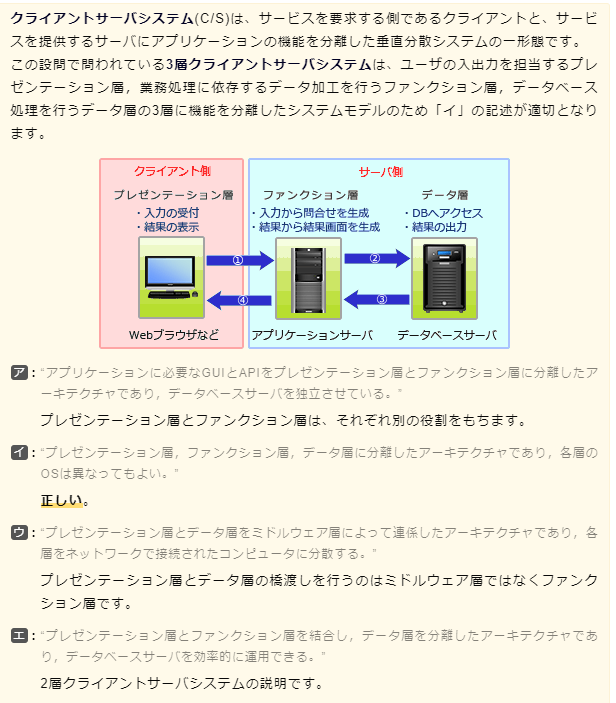 クライアントサーバシステム(C/S)は、サービスを要求する側であるクライアントと、サービ
スを提供するサーバにアプリケーションの機能を分離した垂直分散システムの一形態です。
この設問で問われている3層クライアントサーバシステムは、ユーザの入出力を担当するプレ
ゼンテーション層，業務処理に依存するデータ加工を行うファンクション層，データベース
処理を行うデータ層の3層に機能を分離したシステムモデルのため「イ」の記述が適切となり
ます。
クライアント側
サーバ側
プレゼンテーション層
ファンクション層
データ層
・入力の受付
・結果の表示
・入力から問合せを生成
・結果から結果画面を生成
・DBへアクセス
・結果の出力
①
②
④
③
Webブラウザなど
アプリケーションサーバ
データベースサーバ
ア：“アプリケーションに必要なGUIとAPIをプレゼンテーション層とファンクション層に分離したア
ーキテクチャであり，データベースサーバを独立させている。”
プレゼンテーション層とファンクション層は、それぞれ別の役割をもちます。
イ：“プレゼンテーション層，ファンクション層，データ層に分離したアーキテクチャであり，各層の
OSは異なってもよい。”
正しい。
ウ：“プレゼンテーション層とデータ層をミドルウェア層によって連係したアーキテクチャであり，各
層をネットワークで接続されたコンピュータに分散する。”
プレゼンテーション層とデータ層の橋渡しを行うのはミドルウェア層ではなくファンク
ション層です。
エ：“プレゼンテーション層とファンクション層を結合し，データ層を分離したアーキテクチャであ
り，データベースサーバを効率的に運用できる。”
2層クライアントサーバシステムの説明です。